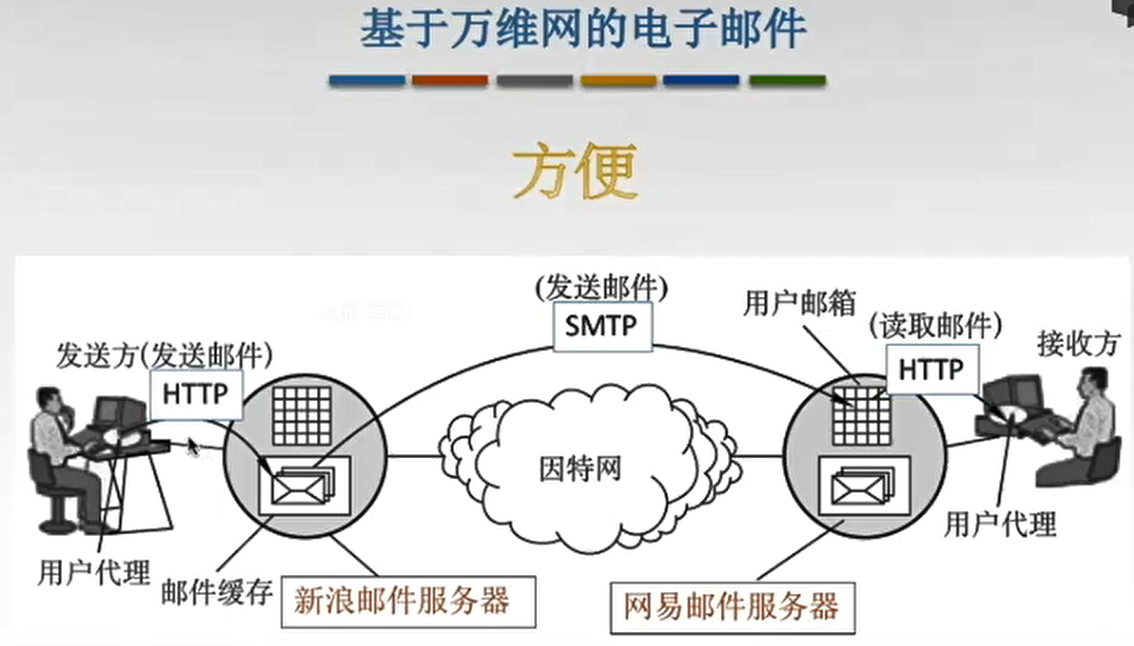 基于万维网的电子邮件
方便
(发送邮件)
SMTP
用户邮箱
(读取邮件)
HTTP
接收方
发送方(发送邮件)
HTTP
因特网
用户代理
邮件缓存
新浪邮件服务器
网易邮件服务器
用户代理